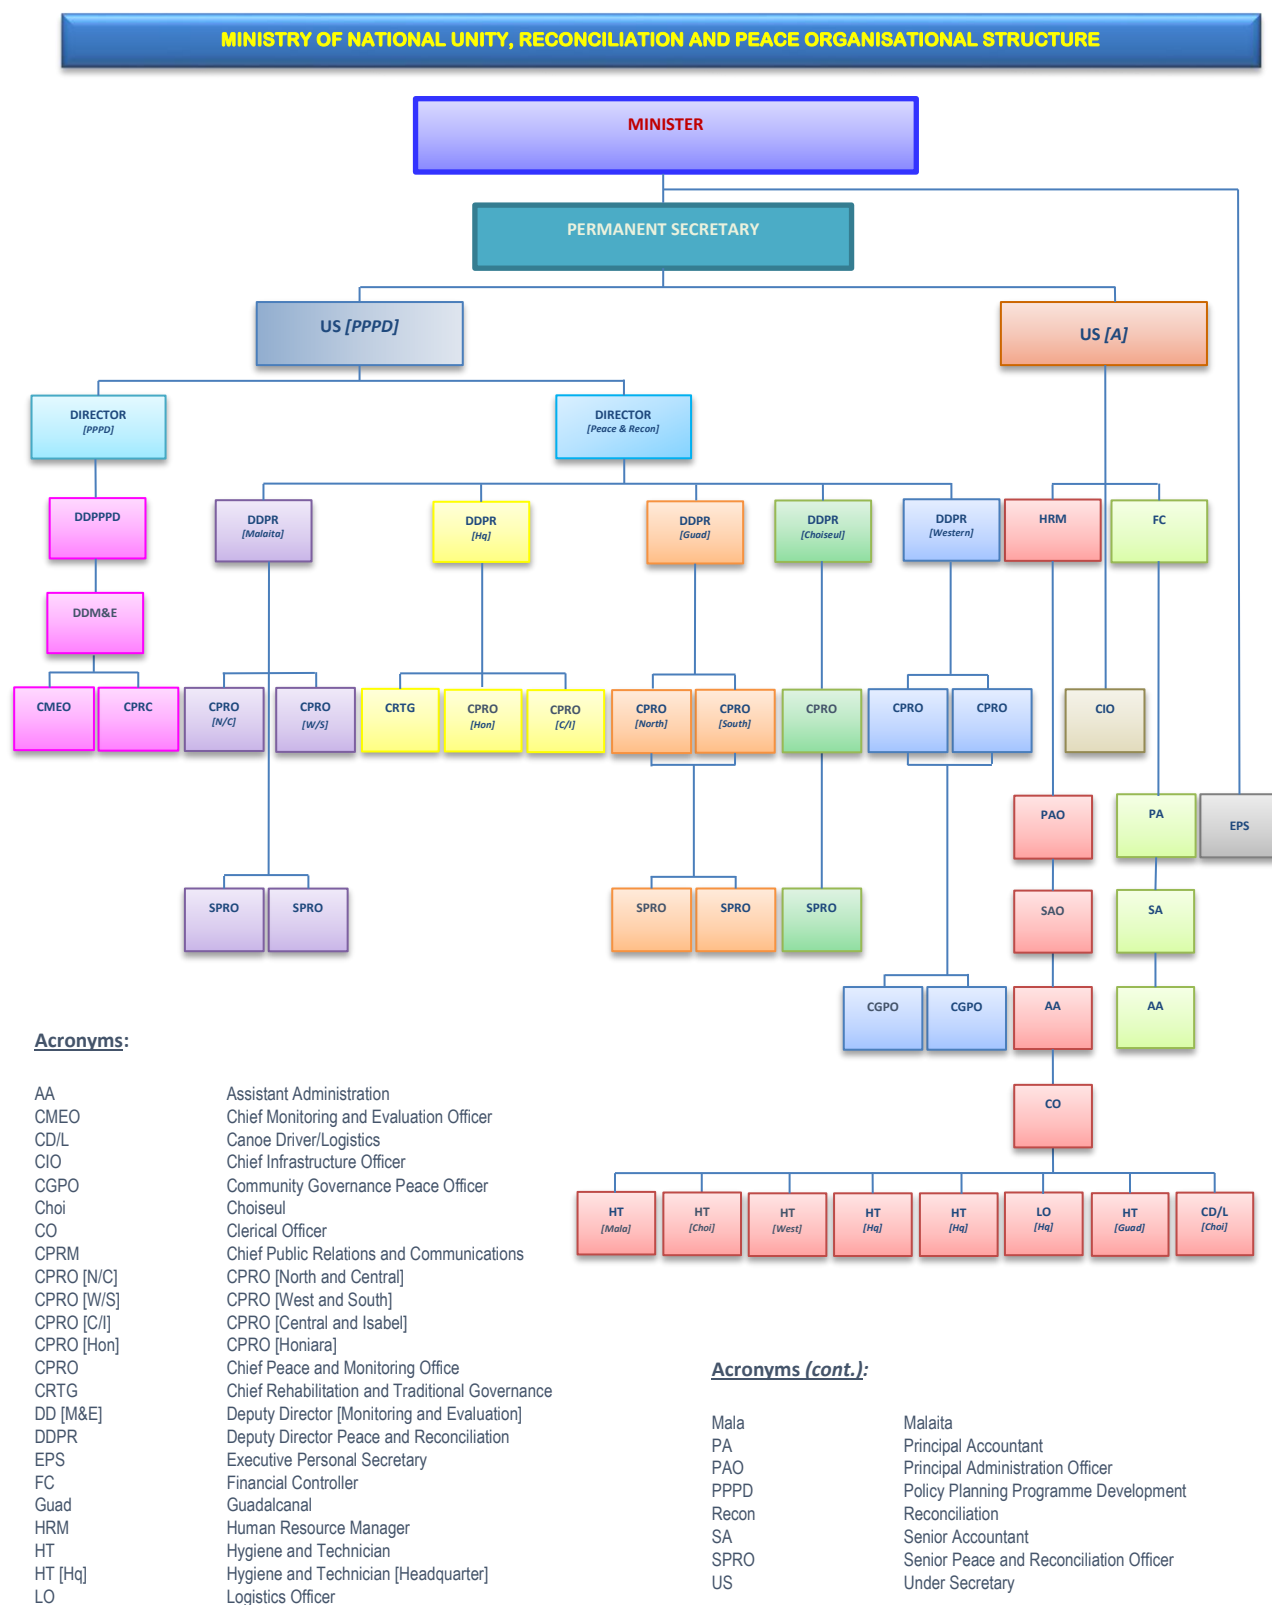 MINISTRY OF NATIONAL UNITY, RECONCILIATION AND PEACE ORGANISATIONAL STRUCTURE
MINISTER
PERMANENT SECRETARY
US [PPPD]
US [A]
DIRECTOR
[PPPD]
DIRECTOR
[Peace & Recon]
DDPPPD
DDPR
[Malaita]
DDPR
[Hq]
DDPR
[Guad]
DDPR
[Choiseul]
DDPR
[Western]
HRM
FC
DDM&E
CMEO
CPRC
CPRO
[N/C]
CPRO
[W/S]
CRTG
CPRO
[Hon]
CPRO
[C/I]
CPRO
[North]
CPRO
[South]
CPRO
CPRO
CPRO
CIO
PAO
PA
EPS
SPRO
SPRO
SPRO
SPRO
SPRO
SAO
SA
CGPO
CGPO
AA
AA
CO
HT
[Mala]
HT
[Choi]
HT
[West]
HT
[Hq]
HT
[Hq]
LO
[Hq]
HT
[Guad]
CD/L
[Choi]
Acronyms:
AA Assistant Administration
CMEO Chief Monitoring and Evaluation Officer
CD/L Canoe Driver/Logistics
CIO Chief Infrastructure Officer
CGPO Community Governance Peace Officer
Choi Choiseul
CO Clerical Officer
CPRM Chief Public Relations and Communications
CPRO [N/C] CPRO [North and Central]
CPRO [W/S] CPRO [West and South]
CPRO [C/I] CPRO [Central and Isabel]
CPRO [Hon] CPRO [Honiara]
CPRO Chief Peace and Monitoring Office
CRTG Chief Rehabilitation and Traditional Governance
DD [M&E] Deputy Director [Monitoring and Evaluation]
DDPR Deputy Director Peace and Reconciliation
EPS Executive Personal Secretary
FC Financial Controller
Guad Guadalcanal
HRM Human Resource Manager
HT Hygiene and Technician
HT [Hq] Hygiene and Technician [Headquarter]
LO Logistics Officer
Acronyms (cont.):
Mala Malaita
PA Principal Accountant
PAO Principal Administration Officer
PPPD Policy Planning Programme Development
Recon Reconciliation
SA Senior Accountant
SPRO Senior Peace and Reconciliation Officer
US Under Secretary